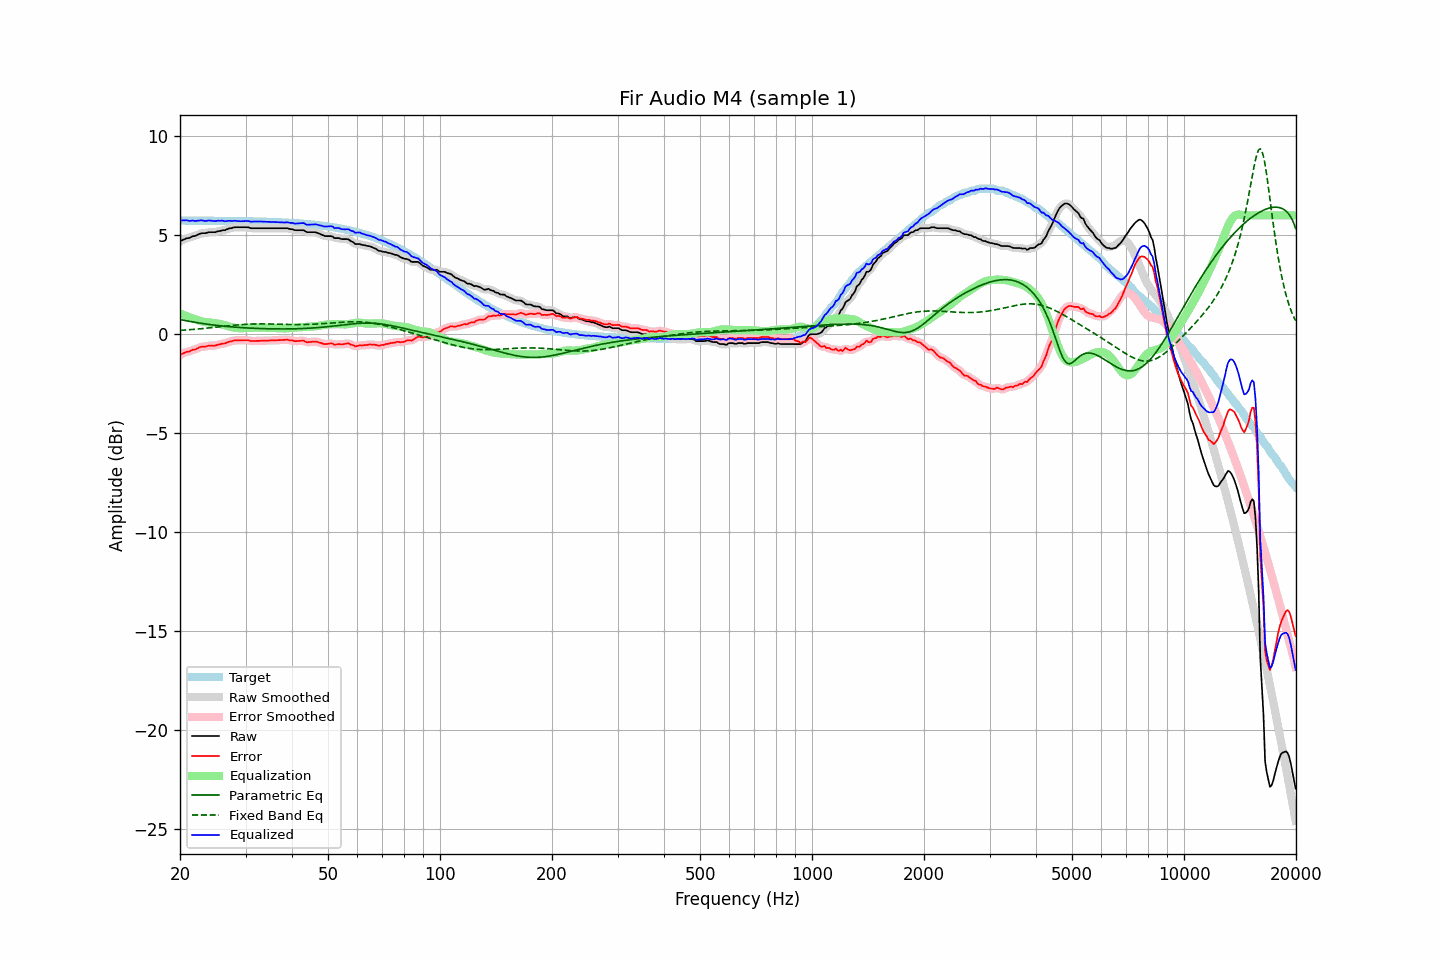 Fir Audio M4 (sample 1)
10
5
0
−5
−10
−15
−20
−25
Amplitude (dBr)
Target
Raw Smoothed
Error Smoothed
Raw
Error
Equalization
Parametric Eq
Fixed Band Eq
Equalized
20 50 100 200 500 1000 2000 5000 10000 20000
Frequency (Hz)